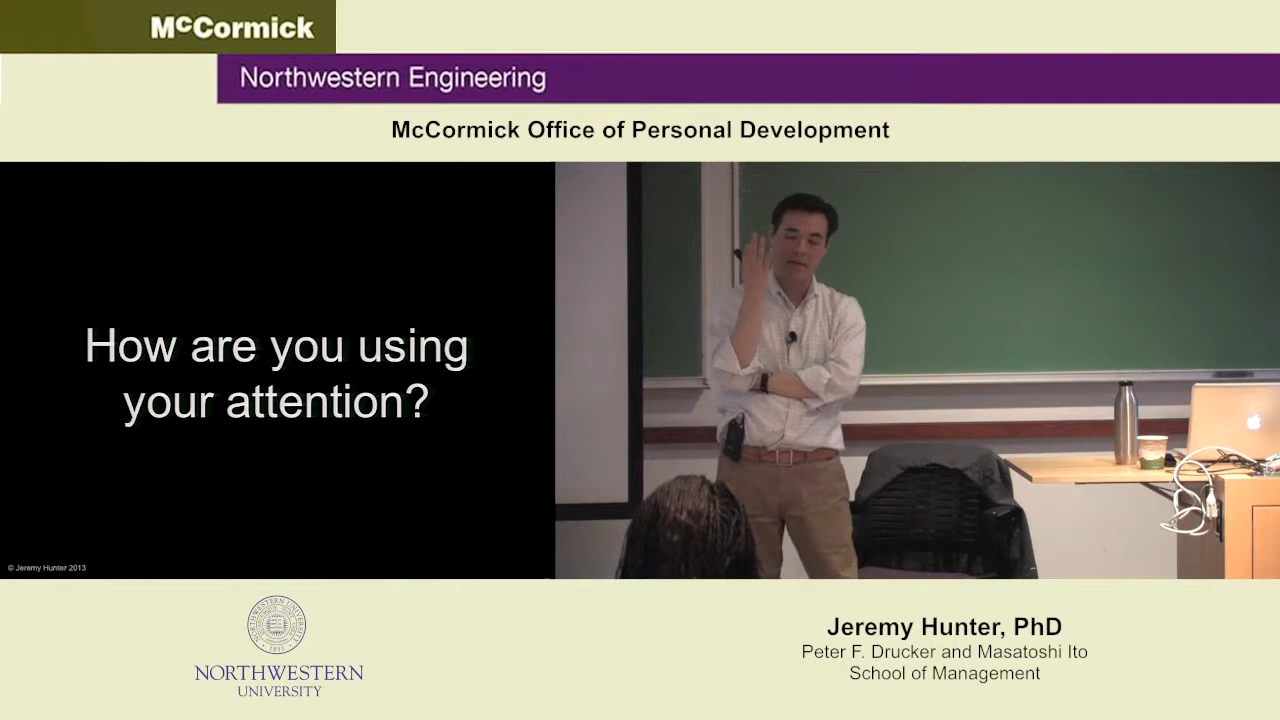 McCormick
Northwestern Engineering
McCormick Office of Personal Development
How are you using
your attention?
© Jeremy Hunter 2013
NORTHWESTERN
UNIVERSITY
Jeremy Hunter, PhD
Peter F. Drucker and Masatoshi Ito
School of Management